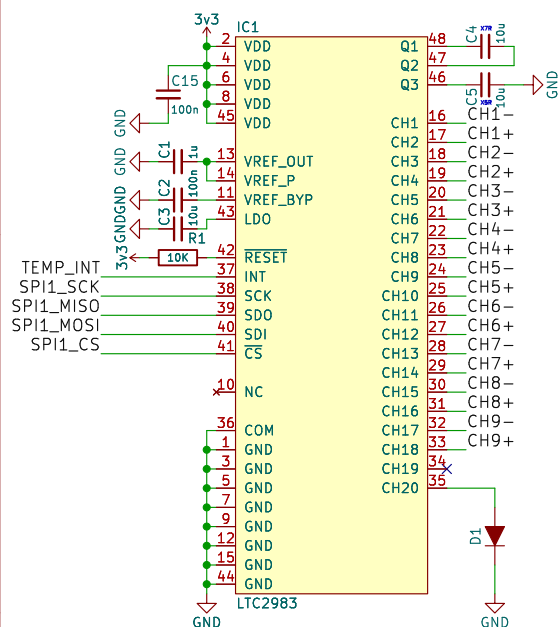 3v3
IC1
C4 X7R 10u
2 VDD Q1 48
4 VDD Q2 47
6 VDD Q3 46
C15 100n
C5 X5R 10u
GND
8 VDD
GND 45 VDD CH1 16 CH1-
CH2 17 CH1+
GND C1 1u 13 VREF_OUT CH3 18 CH2-
14 VREF_P CH4 19 CH2+
GND C2 100n 11 VREF_BYP CH5 20 CH3-
GND C3 10u 43 LDO CH6 21 CH3+
R1 CH7 22 CH4-
3v3 10K 42 RESET CH8 23 CH4+
TEMP_INT 37 INT CH9 24 CH5-
SPI1_SCK 38 SCK CH10 25 CH5+
SPI1_MISO 39 SDO CH11 26 CH6-
SPI1_MOSI 40 SDI CH12 27 CH6+
SPI1_CS 41 CS CH13 28 CH7-
CH14 29 CH7+
10 NC CH15 30 CH8-
CH16 31 CH8+
36 COM CH17 32 CH9-
1 GND CH18 33 CH9+
3 GND CH19 34
5 GND CH20 35
7 GND
9 GND
D1
12 GND
15 GND
44 GND
LTC2983
GND
GND